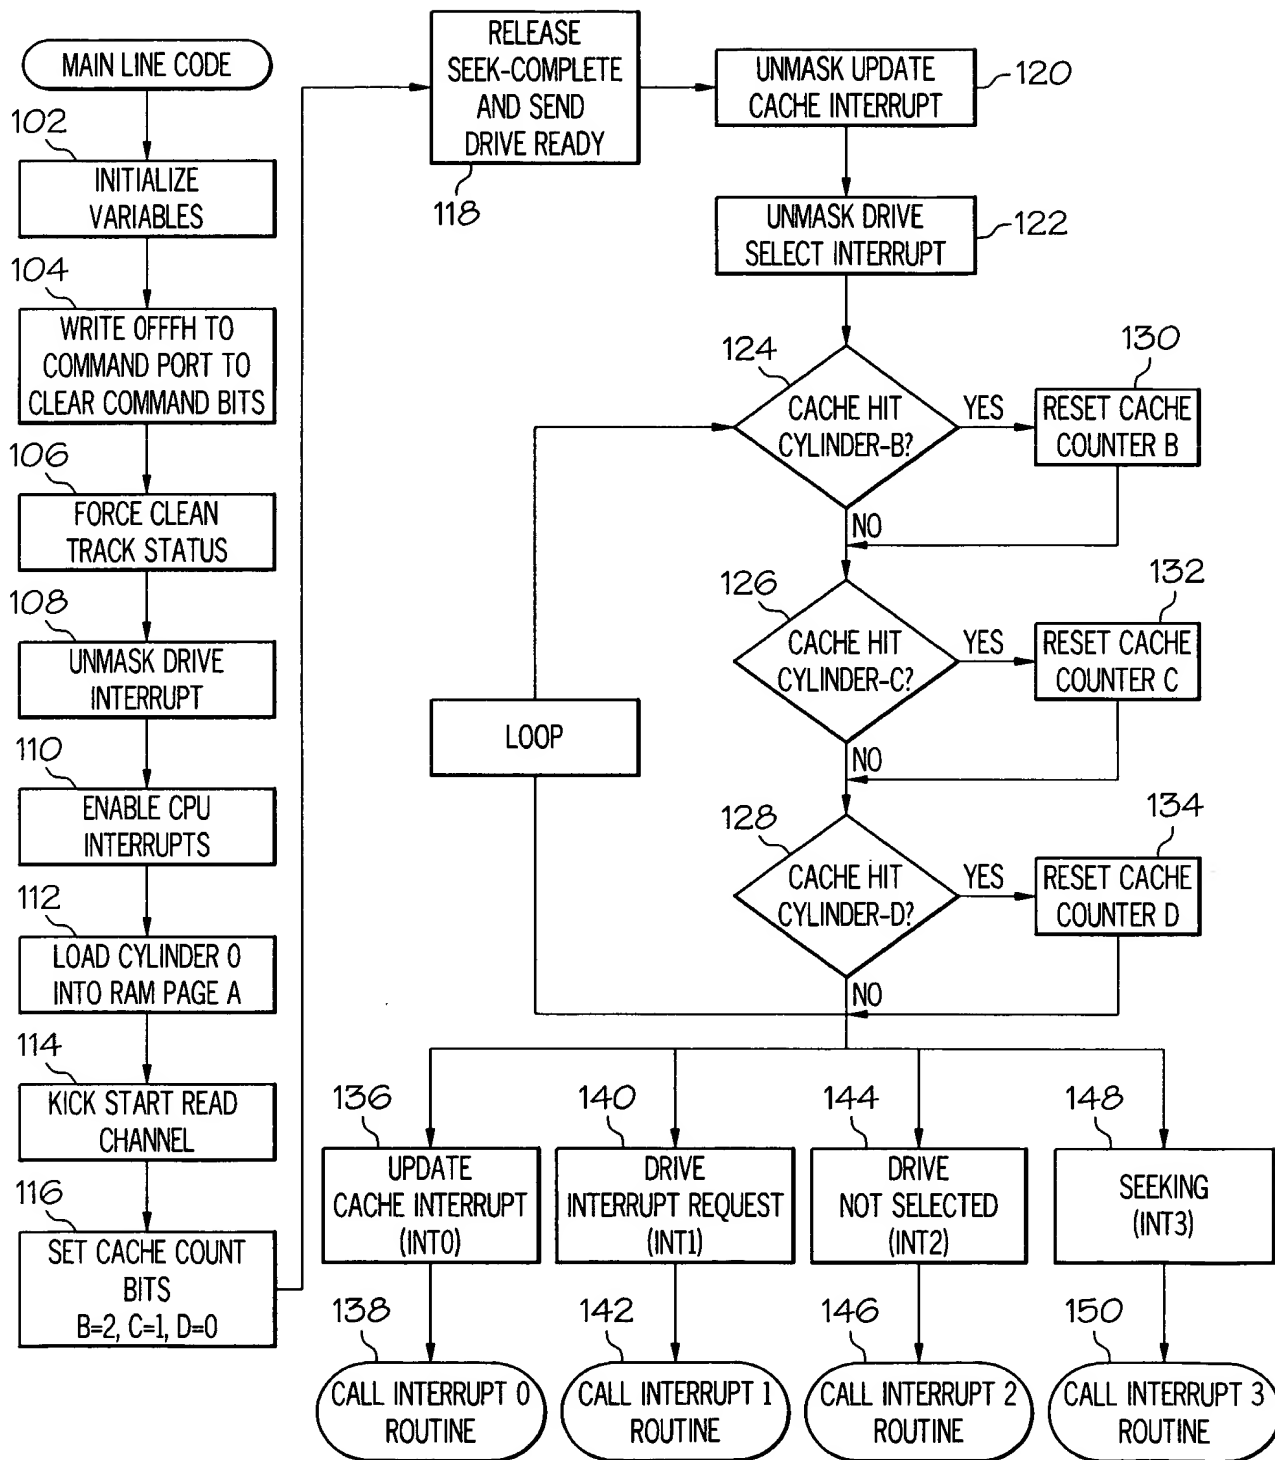 MAIN LINE CODE
102
INITIALIZE
VARIABLES
104
WRITE OFFFH TO
COMMAND PORT TO
CLEAR COMMAND BITS
106
FORCE CLEAN
TRACK STATUS
108
UNMASK DRIVE
INTERRUPT
110
ENABLE CPU
INTERRUPTS
112
LOAD CYLINDER 0
INTO RAM PAGE A
114
KICK START READ
CHANNEL
116
SET CACHE COUNT
BITS
B=2, C=1, D=0
RELEASE
SEEK-COMPLETE
AND SEND
DRIVE READY
118
UNMASK UPDATE
CACHE INTERRUPT
120
UNMASK DRIVE
SELECT INTERRUPT
122
124
CACHE HIT
CYLINDER-B?
YES
NO
130
RESET CACHE
COUNTER B
126
CACHE HIT
CYLINDER-C?
YES
NO
132
RESET CACHE
COUNTER C
LOOP
128
CACHE HIT
CYLINDER-D?
YES
NO
134
RESET CACHE
COUNTER D
136
UPDATE
CACHE INTERRUPT
(INT0)
138
CALL INTERRUPT 0
ROUTINE
140
DRIVE
INTERRUPT REQUEST
(INT1)
142
CALL INTERRUPT 1
ROUTINE
144
DRIVE
NOT SELECTED
(INT2)
146
CALL INTERRUPT 2
ROUTINE
148
SEEKING
(INT3)
150
CALL INTERRUPT 3
ROUTINE